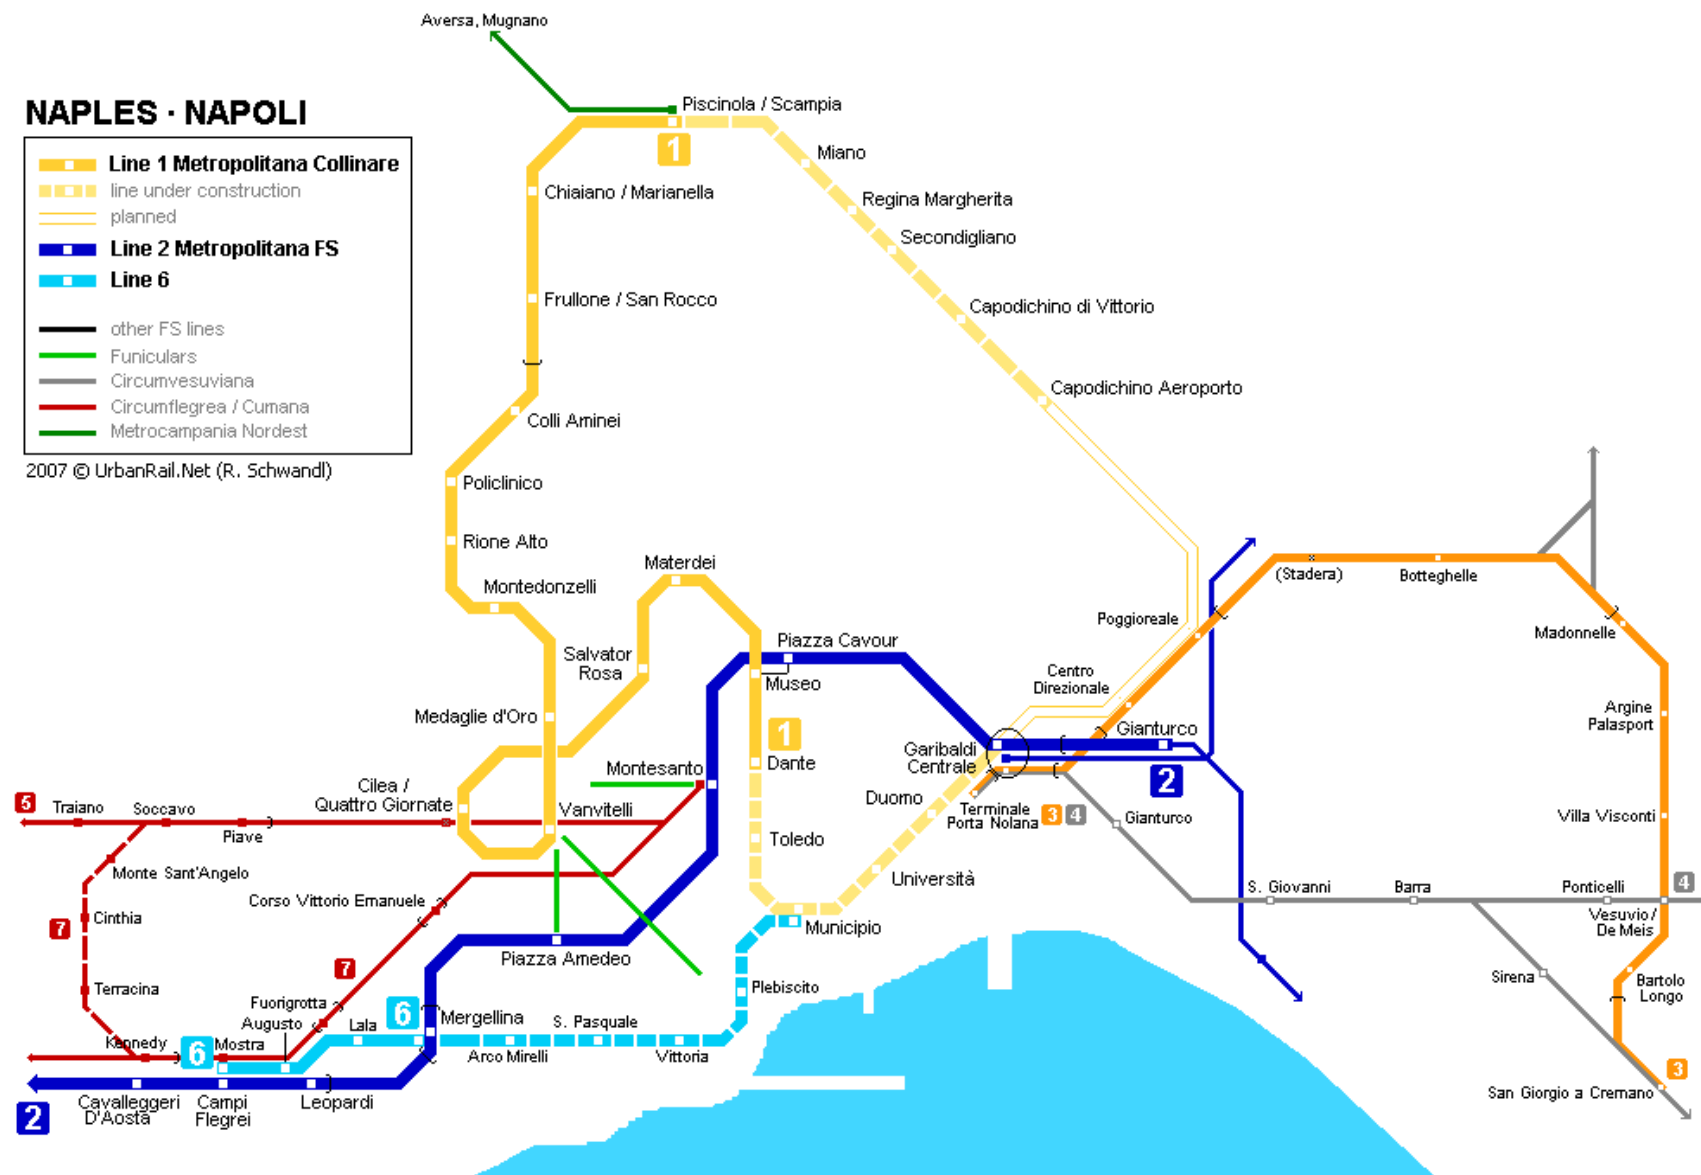 Aversa, Mugnano
NAPLES · NAPOLI
Line 1 Metropolitana Collinare
line under construction
planned
Line 2 Metropolitana FS
Line 6
other FS lines
Funiculars
Circumvesuviana
Circumflegrea / Cumana
Metrocampania Nordest
2007 © UrbanRail.Net (R. Schwandl)
Piscinola / Scampia
1
Miano
Chiaiano / Marianella
Regina Margherita
Secondigliano
Frullone / San Rocco
Capodichino di Vittorio
Capodichino Aeroporto
Colli Aminei
Policlinico
Rione Alto
Materdei
Montedonzelli
(Stadera)
Botteghelle
Poggioreale
Madonnelle
Piazza Cavour
Salvator
Rosa
Museo
Centro
Direzionale
Medaglie d'Oro
1
Argine
Palasport
Gianturco
Garibaldi
Centrale
Dante
Montesanto
2
Cilea /
Quattro Giornate
Vanvitelli
Duomo
Terminale
Porta Nolana
3
4
Gianturco
5
Traiano
Soccavo
Piave
Villa Visconti
Toledo
Monte Sant'Angelo
Università
S. Giovanni
Barra
Ponticelli
4
Corso Vittorio Emanuele
Cinthia
7
Municipio
Vesuvio /
De Meis
Piazza Amedeo
7
Sirena
Bartolo
Longo
Terracina
Plebiscito
Fuorigrotta
Augusto
Lala
6
Mergellina
S. Pasquale
Kennedy
6
Mostra
Arco Mirelli
Vittoria
3
San Giorgio a Cremano
2
Cavalleggeri
D'Aosta
Campi
Flegrei
Leopardi